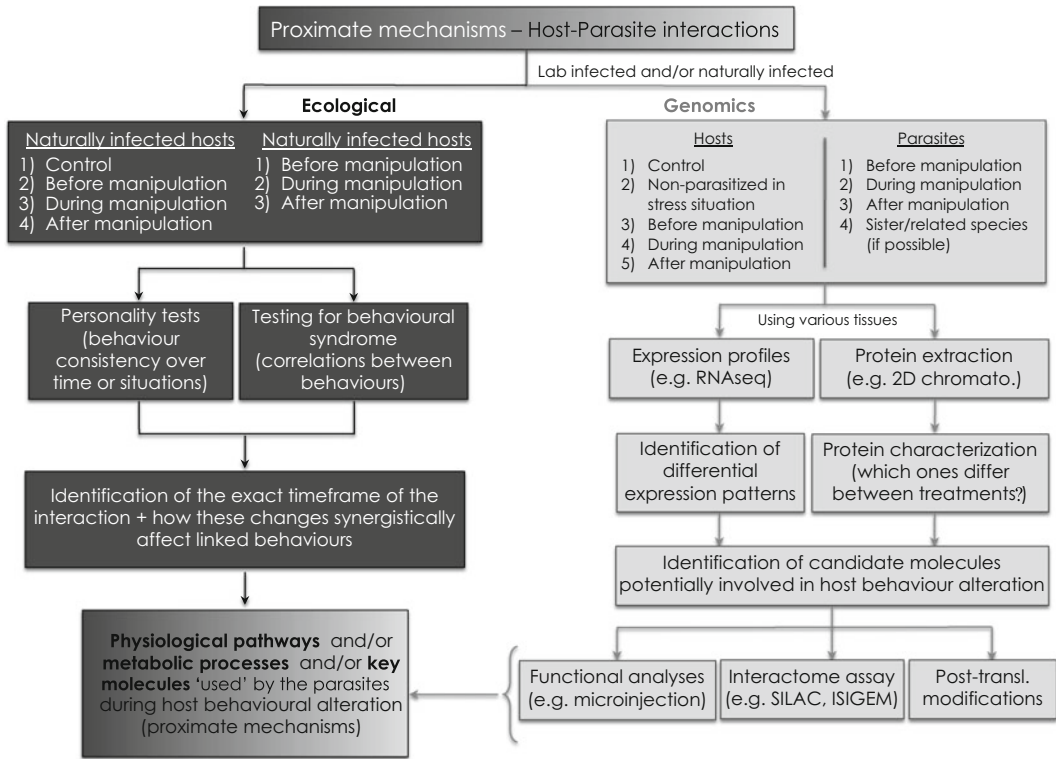 Proximate mechanisms – Host-Parasite interactions
Lab infected and/or naturally infected
Ecological
Naturally infected hosts
1) Control
2) Before manipulation
3) During manipulation
4) After manipulation
Naturally infected hosts
1) Before manipulation
2) During manipulation
3) After manipulation
Personality tests
(behaviour
consistency over
time or situations)
Testing for behavioural
syndrome
(correlations between
behaviours)
Identification of the exact timeframe of the
interaction + how these changes synergistically
affect linked behaviours
Physiological pathways and/or
metabolic processes and/or key
molecules 'used' by the parasites
during host behavioural alteration
(proximate mechanisms)
Genomics
Hosts
1) Control
2) Non-parasitized in
stress situation
3) Before manipulation
4) During manipulation
5) After manipulation
Parasites
1) Before manipulation
2) During manipulation
3) After manipulation
4) Sister/related species
(if possible)
Using various tissues
Expression profiles
(e.g. RNAseq)
Protein extraction
(e.g. 2D chromato.)
Identification of
differential
expression patterns
Protein characterization
(which ones differ
between treatments?)
Identification of candidate molecules
potentially involved in host behaviour alteration
Functional analyses
(e.g. microinjection)
Interactome assay
(e.g. SILAC, ISIGEM)
Post-transl.
modifications